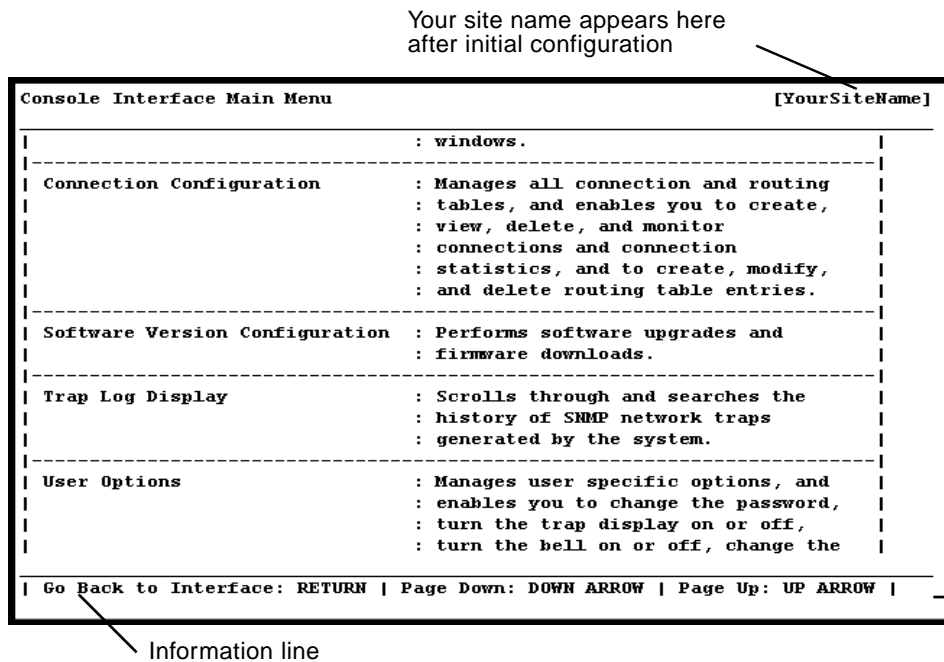 Your site name appears here
after initial configuration
Console Interface Main Menu [YourSiteName]
: windows.
Connection Configuration : Manages all connection and routing
: tables, and enables you to create,
: view, delete, and monitor
: connections and connection
: statistics, and to create, modify,
: and delete routing table entries.
Software Version Configuration : Performs software upgrades and
: firmware downloads.
Trap Log Display : Scrolls through and searches the
: history of SNMP network traps
: generated by the system.
User Options : Manages user specific options, and
: enables you to change the password,
: turn the trap display on or off,
: turn the bell on or off, change the
| Go Back to Interface: RETURN | Page Down: DOWN ARROW | Page Up: UP ARROW |
Information line